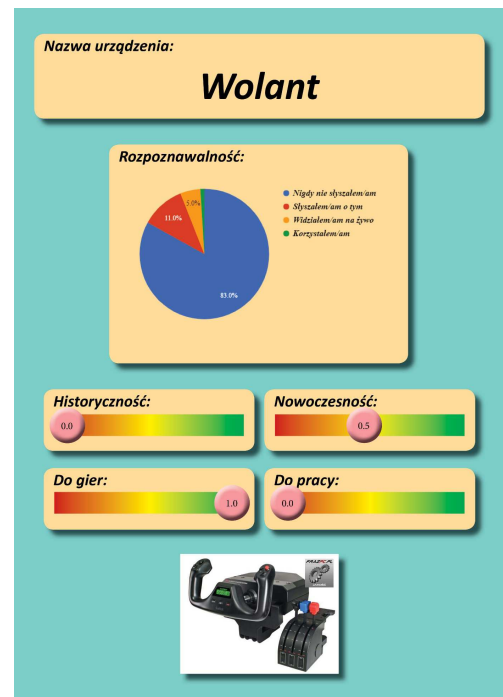 Nazwa urządzenia:
Wolant
Rozpoznawalność:
Nigdy nie słyszałem/am
Słyszałem/am o tym
Widziałem/am na żywo
Korzystałem/am
5.0%
11.0%
83.0%
Historyczność:
0.0
Nowoczesność:
0.5
Do gier:
1.0
Do pracy:
0.0